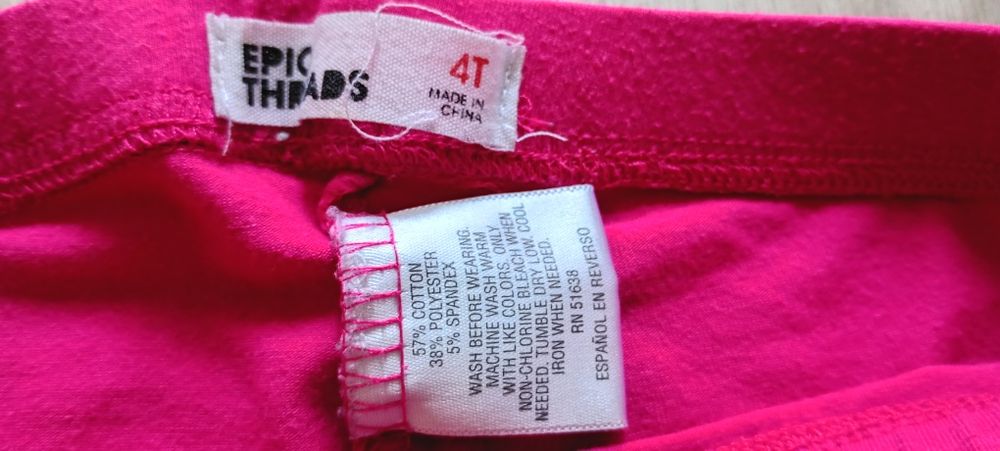 EPIC
THREADS
4T
MADE IN
CHINA
57% COTTON
38% POLYESTER
5% SPANDEX
WASH BEFORE WEARING.
MACHINE WASH WARM
WITH LIKE COLORS. ONLY
NON-CHLORINE BLEACH WHEN
NEEDED. TUMBLE DRY LOW. COOL
IRON WHEN NEEDED.
RN 51638
ESPAÑOL EN REVERSO